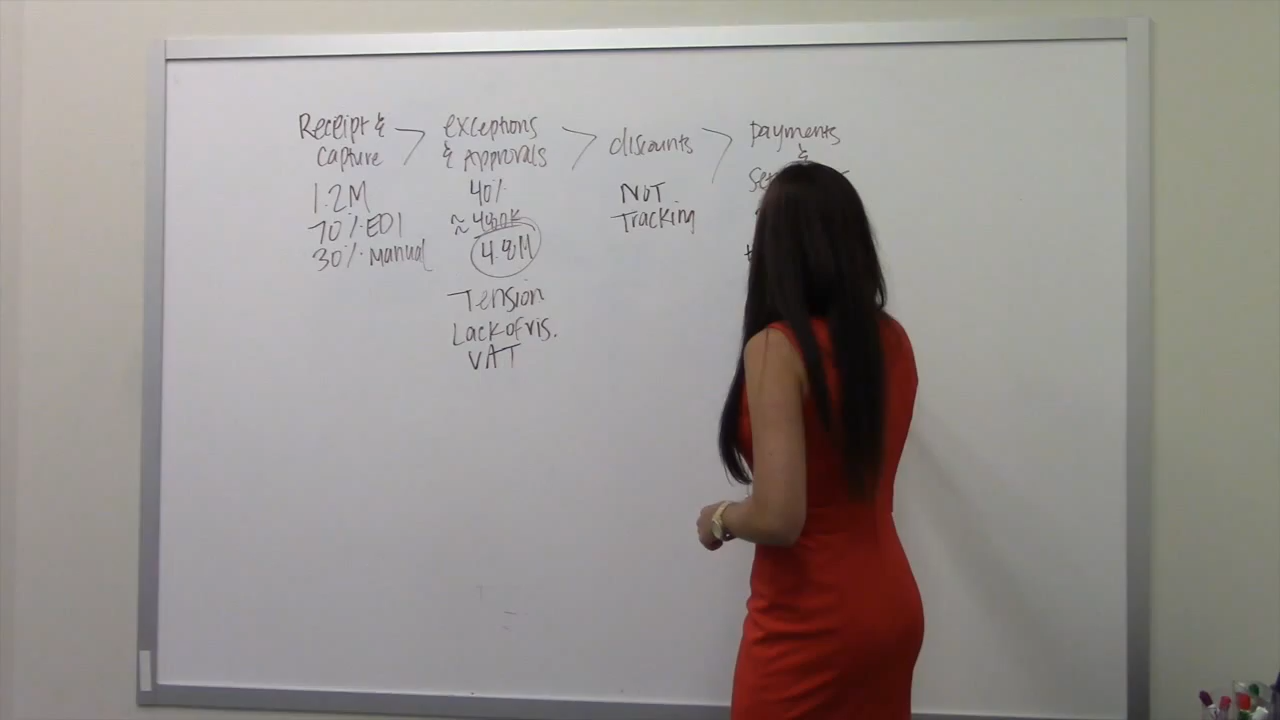 Receipt &
Capture
1.2M
70% EDI
30% Manual
exceptions
& Approvals
40%
≈ 480K
4.8M
Tension
Lack of vis.
VAT
discounts
NOT
Tracking
payments
&